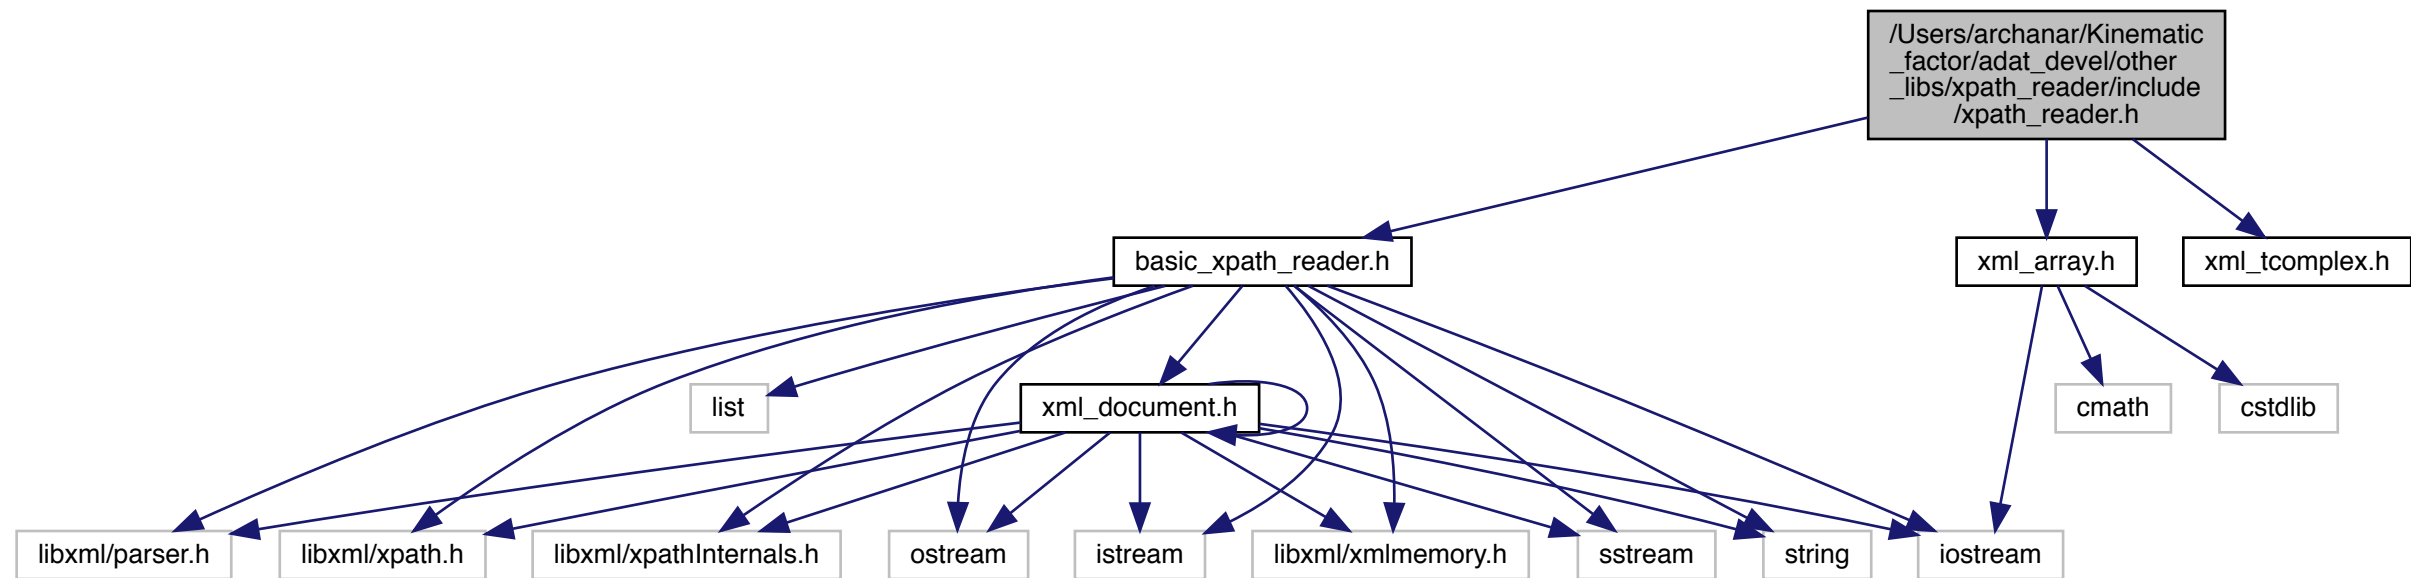 /Users/archanar/Kinematic
_factor/adat_devel/other
_libs/xpath_reader/include
/xpath_reader.h
basic_xpath_reader.h
xml_array.h
xml_tcomplex.h
list
xml_document.h
cmath
cstdlib
libxml/parser.h
libxml/xpath.h
libxml/xpathInternals.h
ostream
istream
libxml/xmlmemory.h
sstream
string
iostream